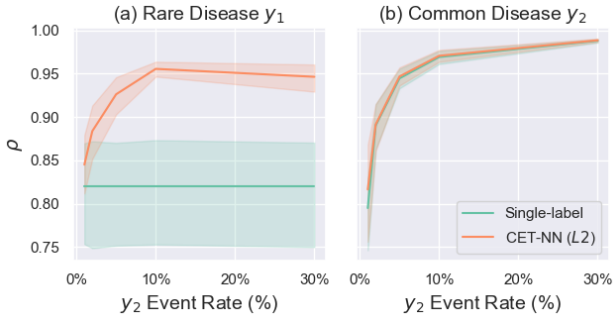 (a) Rare Disease y₁
(b) Common Disease y₂
ρ
1.00
0.95
0.90
0.85
0.80
0.75
0%
10%
20%
30%
y₂ Event Rate (%)
0%
10%
20%
30%
y₂ Event Rate (%)
Single-label
CET-NN (L2)